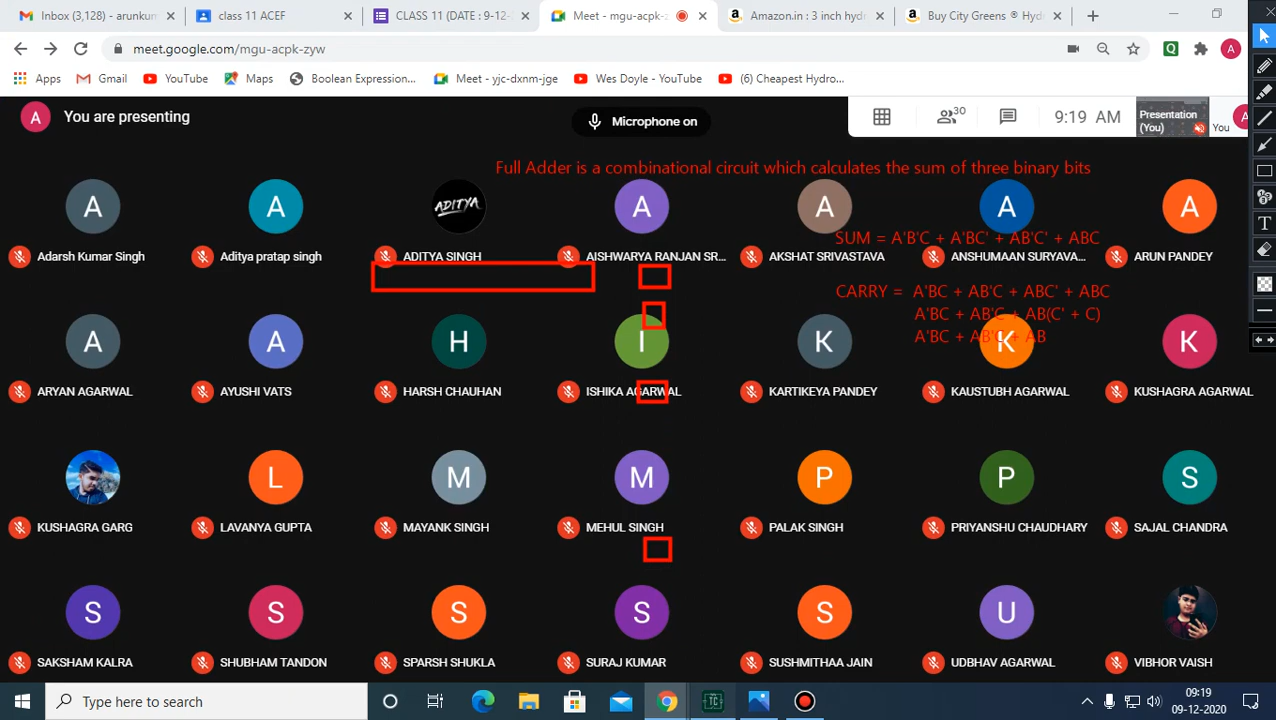 Inbox (3,128) - arunkum
class 11 ACEF
CLASS 11 (DATE : 9-12-
Meet - mgu-acpk-z
Amazon.in : 3 inch hydr
Buy City Greens ® Hyd
meet.google.com/mgu-acpk-zyw
Q
A
Apps
Gmail
YouTube
Maps
Boolean Expression...
Meet - yjc-dxnm-jge
Wes Doyle - YouTube
(6) Cheapest Hydro...
A
You are presenting
Microphone on
30
9:19 AM
Presentation
(You)
You
A
T
Full Adder is a combinational circuit which calculates the sum of three binary bits
A
A
ADITYA
A
A
A
A
SUM = A'B'C + A'BC' + AB'C' + ABC
Adarsh Kumar Singh
Aditya pratap singh
ADITYA SINGH
AISHWARYA RANJAN SR...
AKSHAT SRIVASTAVA
ANSHUMAAN SURYAVA...
ARUN PANDEY
CARRY = A'BC + AB'C + ABC' + ABC
A'BC + AB'C + AB(C' + C)
A'BC + AB'C + AB
A
A
H
I
K
K
K
ARYAN AGARWAL
AYUSHI VATS
HARSH CHAUHAN
ISHIKA AGARWAL
KARTIKEYA PANDEY
KAUSTUBH AGARWAL
KUSHAGRA AGARWAL
L
M
M
P
P
S
KUSHAGRA GARG
LAVANYA GUPTA
MAYANK SINGH
MEHUL SINGH
PALAK SINGH
PRIYANSHU CHAUDHARY
SAJAL CHANDRA
S
S
S
S
S
U
SAKSHAM KALRA
SHUBHAM TANDON
SPARSH SHUKLA
SURAJ KUMAR
SUSHMITHAA JAIN
UDBHAV AGARWAL
VIBHOR VAISH
Type here to search
TC
09:19
09-12-2020